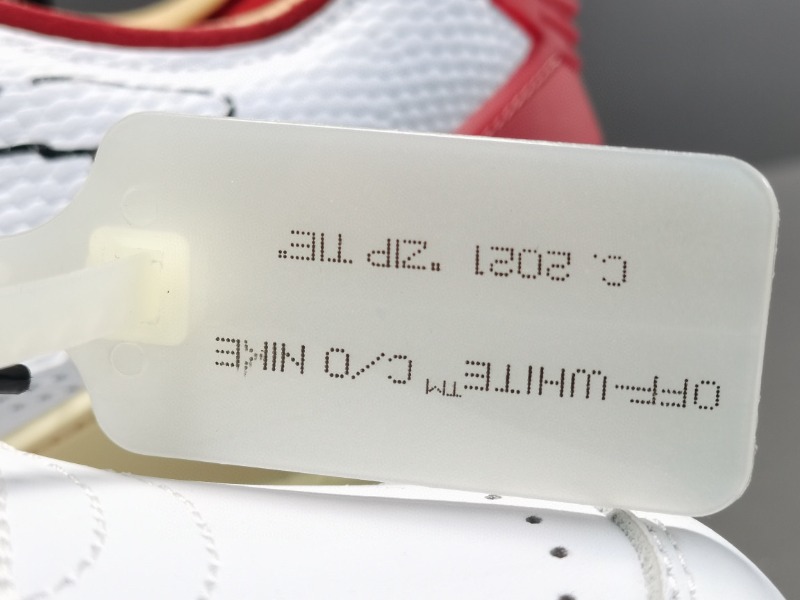 OFF-WHITE™ C/O NIKE
C. 2021 "ZIP TIE"